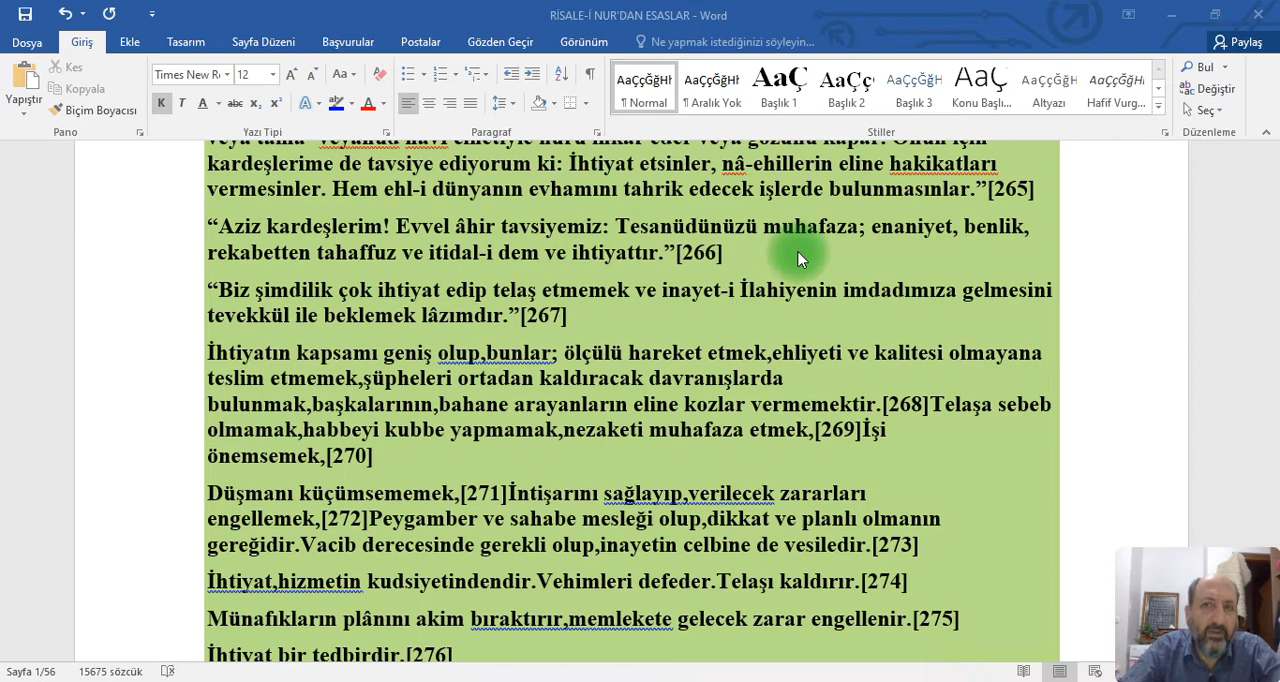 RİSALE-İ NUR'DAN ESASLAR - Word
Dosya Giriş Ekle Tasarım Sayfa Düzeni Başvurular Postalar Gözden Geçir Görünüm Ne yapmak istediğinizi söyleyin... Paylaş
Yapıştır
Kes
Kopyala
Biçim Boyacısı
Times New Ro 12
K T A abc x₂ x² Aa
AaÇçĞğHł AaÇçĞğHł AaÇ AaÇç AaÇçĞğH AaÇ AaÇçĞğH AaÇçĞğHł
¶ Normal ¶ Aralık Yok Başlık 1 Başlık 2 Başlık 3 Konu Başlı... Altyazı Hafif Vurg...
Bul
Değiştir
Seç
Pano Yazı Tipi Paragraf Stiller Düzenleme
kardeşlerime de tavsiye ediyorum ki: İhtiyat etsinler, nâ-ehillerin eline hakikatları
vermesinler. Hem ehl-i dünyanın evhamını tahrik edecek işlerde bulunmasınlar.”[265]
“Aziz kardeşlerim! Evvel âhir tavsiyemiz: Tesanüdünüzü muhafaza; enaniyet, benlik,
rekabetten tahaffuz ve itidal-i dem ve ihtiyattır.”[266]
“Biz şimdilik çok ihtiyat edip telaş etmemek ve inayet-i İlahiyenin imdadımıza gelmesini
tevekkül ile beklemek lâzımdır.”[267]
İhtiyatın kapsamı geniş olup,bunlar; ölçülü hareket etmek,ehliyeti ve kalitesi olmayana
teslim etmemek,şüpheleri ortadan kaldıracak davranışlarda
bulunmak,başkalarının,bahane arayanların eline kozlar vermemektir.[268]Telaşa sebeb
olmamak,habbeyi kubbe yapmamak,nezaketi muhafaza etmek,[269]İşi
önemsemek,[270]
Düşmanı küçümsememek,[271]İntişarını sağlayıp,verilecek zararları
engellemek,[272]Peygamber ve sahabe mesleği olup,dikkat ve planlı olmanın
gereğidir.Vacib derecesinde gerekli olup,inayetin celbine de vesiledir.[273]
İhtiyat,hizmetin kudsiyetindendir.Vehimleri defeder.Telaşı kaldırır.[274]
Münafıkların plânını akim bıraktırır,memlekete gelecek zarar engellenir.[275]
İhtiyat bir tedbirdir.[276]
Sayfa 1/56 15675 sözcük